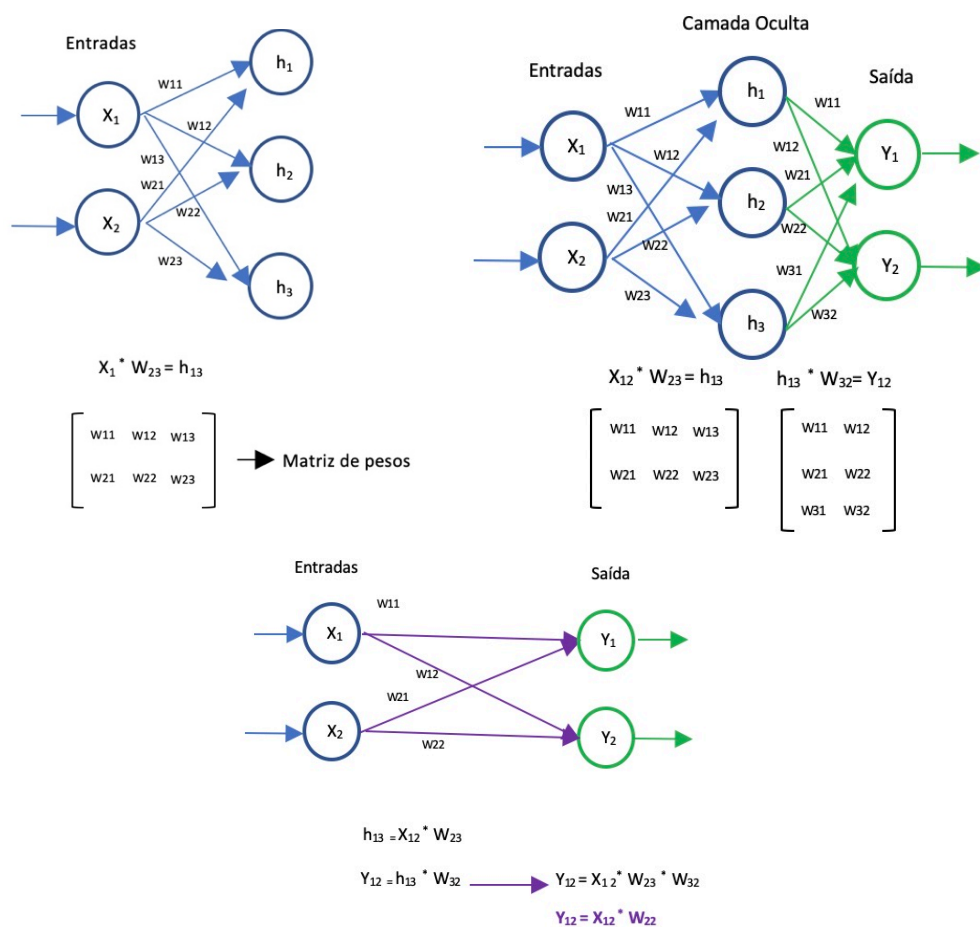 Entradas
X1
X2
h1
h2
h3
W11
W12
W13
W21
W22
W23
X1 * W23 = h13
W11 W12 W13
W21 W22 W23
Matriz de pesos
Camada Oculta
Entradas
Saída
X1
X2
h1
h2
h3
Y1
Y2
W11
W12
W13
W21
W22
W23
W11
W12
W21
W22
W31
W32
X12 * W23 = h13
W11 W12 W13
W21 W22 W23
h13 * W32= Y12
W11 W12
W21 W22
W31 W32
Entradas
Saída
X1
X2
Y1
Y2
W11
W12
W21
W22
h13 = X12 * W23
Y12 = h13 * W32
Y12 = X12 * W23 * W32
Y12 = X12 * W22